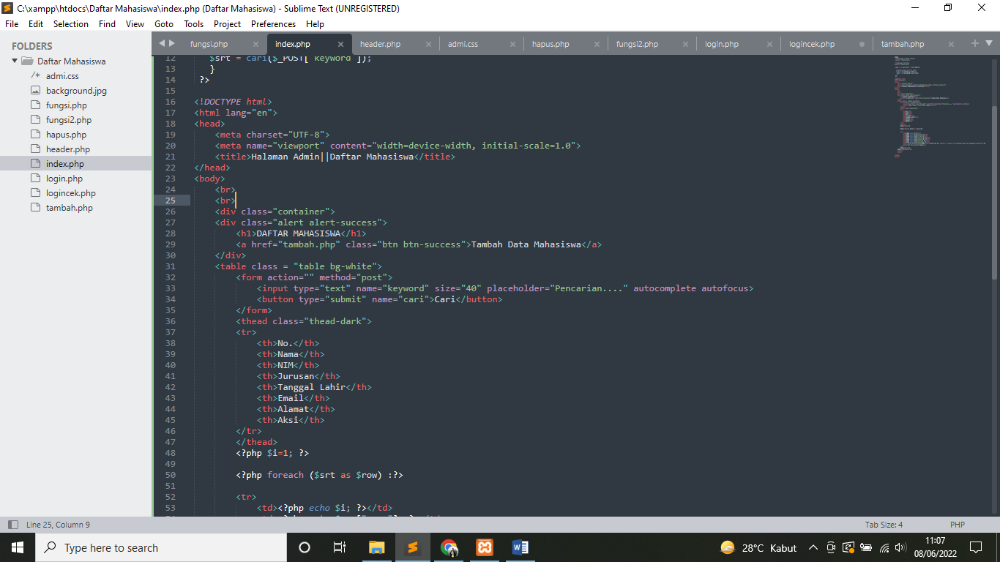 C:\xampp\htdocs\Daftar Mahasiswa\index.php (Daftar Mahasiswa) - Sublime Text (UNREGISTERED)
File Edit Selection Find View Goto Tools Project Preferences Help
FOLDERS
Daftar Mahasiswa
/* admi.css
background.jpg
fungsi.php
fungsi2.php
hapus.php
header.php
index.php
login.php
logincek.php
tambah.php
fungsi.php × index.php × header.php × admi.css × hapus.php × fungsi2.php × login.php × logincek.php tambah.php ×
12 $srt = cari($_POST["keyword"]);
13 }
14 ?>
15
16 <!DOCTYPE html>
17 <html lang="en">
18 <head>
19 <meta charset="UTF-8">
20 <meta name="viewport" content="width=device-width, initial-scale=1.0">
21 <title>Halaman Admin||Daftar Mahasiswa</title>
22 </head>
23 <body>
24 <br>
25 <br>
26 <div class="container">
27 <div class="alert alert-success">
28 <h1>DAFTAR MAHASISWA</h1>
29 <a href="tambah.php" class="btn btn-success">Tambah Data Mahasiswa</a>
30 </div>
31 <table class = "table bg-white">
32 <form action="" method="post">
33 <input type="text" name="keyword" size="40" placeholder="Pencarian...." autocomplete autofocus>
34 <button type="submit" name="cari">Cari</button>
35 </form>
36 <thead class="thead-dark">
37 <tr>
38 <th>No.</th>
39 <th>Nama</th>
40 <th>NIM</th>
41 <th>Jurusan</th>
42 <th>Tanggal Lahir</th>
43 <th>Email</th>
44 <th>Alamat</th>
45 <th>Aksi</th>
46 </tr>
47 </thead>
48 <?php $i=1; ?>
49
50 <?php foreach ($srt as $row) :?>
51
52 <tr>
53 <td><?php echo $i; ?></td>
Line 25, Column 9
Tab Size: 4
PHP
Type here to search
28°C Kabut
11:07
08/06/2022